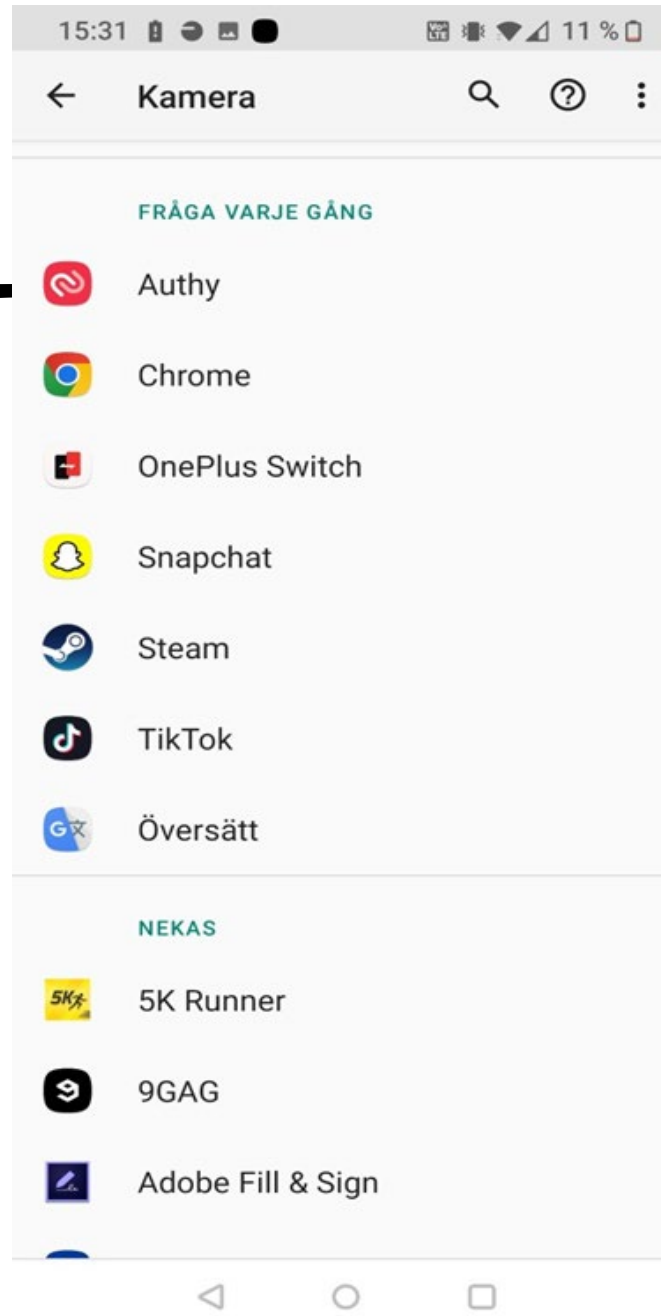 15:31 11 %
Kamera
FRÅGA VARJE GÅNG
Authy
Chrome
OnePlus Switch
Snapchat
Steam
TikTok
Översätt
NEKAS
5K Runner
9GAG
Adobe Fill & Sign